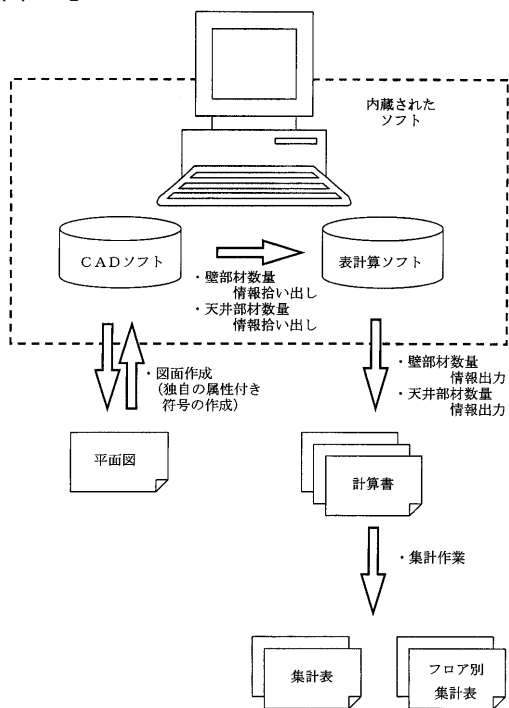 内蔵された
ソフト
CADソフト
・壁部材数量
情報拾い出し
・天井部材数量
情報拾い出し
表計算ソフト
・図面作成
(独自の属性付き
符号の作成)
・壁部材数量
情報出力
・天井部材数量
情報出力
平面図
計算書
・集計作業
集計表
フロア別
集計表